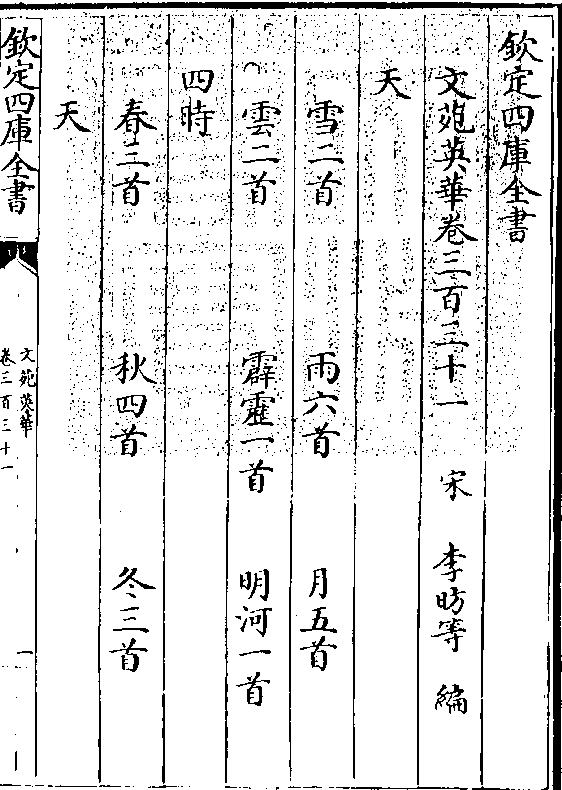 欽定四庫全書
文苑英華卷三百三十一 宋 李昉等 編
天
雪二首 雨六首 月五首
雲二首 霹靂一首 明河一首
四時
春三首 秋四首 冬三首
天
欽定四庫全書
文苑英華
卷三百三十一
一